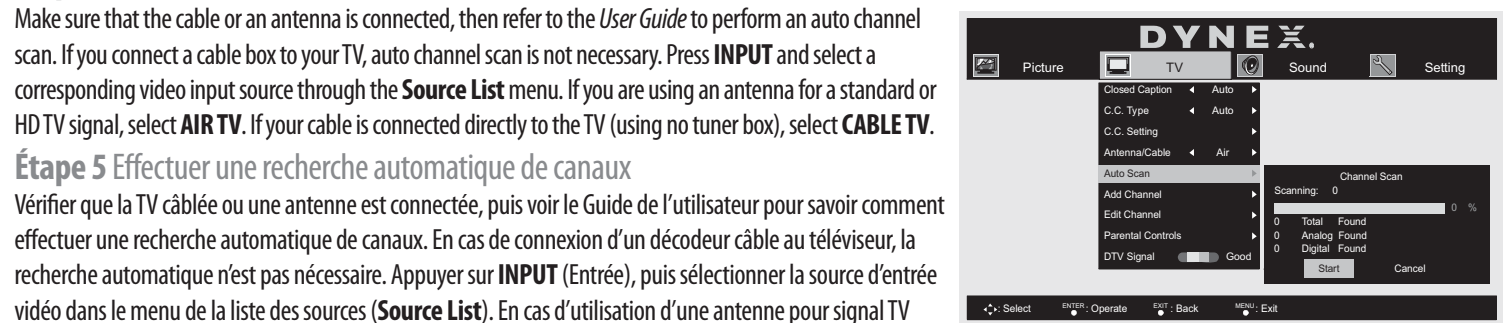 Make sure that the cable or an antenna is connected, then refer to the User Guide to perform an auto channel
scan. If you connect a cable box to your TV, auto channel scan is not necessary. Press INPUT and select a
corresponding video input source through the Source List menu. If you are using an antenna for a standard or
HD TV signal, select AIR TV. If your cable is connected directly to the TV (using no tuner box), select CABLE TV.
Étape 5 Effectuer une recherche automatique de canaux
Vérifier que la TV câblée ou une antenne est connectée, puis voir le Guide de l'utilisateur pour savoir comment
effectuer une recherche automatique de canaux. En cas de connexion d'un décodeur câble au téléviseur, la
recherche automatique n'est pas nécessaire. Appuyer sur INPUT (Entrée), puis sélectionner la source d'entrée
vidéo dans le menu de la liste des sources (Source List). En cas d'utilisation d'une antenne pour signal TV
DYNEX.
Picture TV Sound Setting
Closed Caption Auto
C.C. Type Auto
C.C. Setting
Antenna/Cable Air
Auto Scan
Add Channel
Edit Channel
Parental Controls
DTV Signal Good
Channel Scan
Scanning: 0
0 %
0 Total Found
0 Analog Found
0 Digital Found
Start Cancel
: Select ENTER : Operate EXIT : Back MENU : Exit